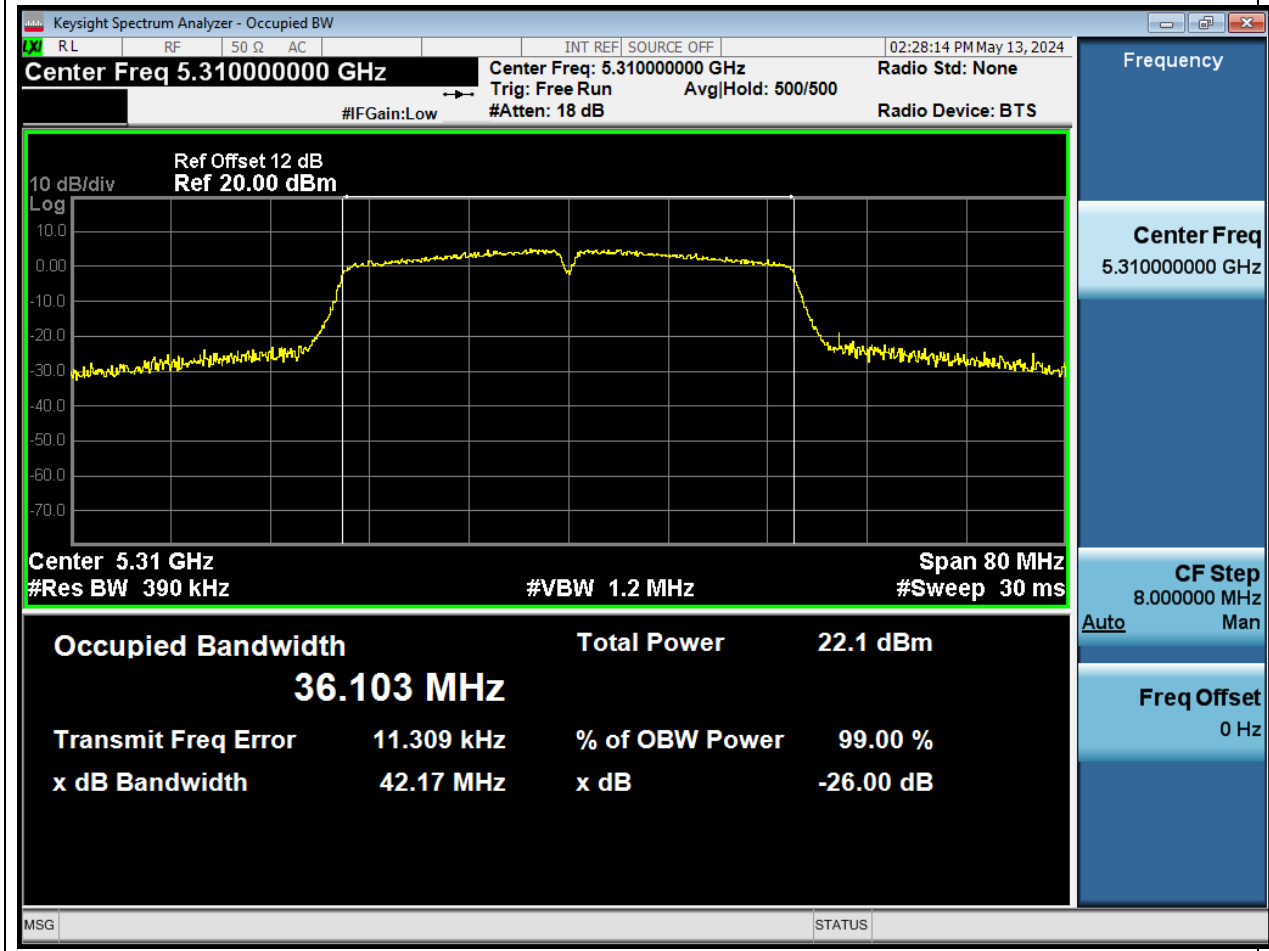 Keysight Spectrum Analyzer - Occupied BW
LXI RL RF 50 Ω AC INT REF SOURCE OFF 02:28:14 PM May 13, 2024
Center Freq 5.310000000 GHz Center Freq: 5.310000000 GHz Radio Std: None
Trig: Free Run Avg|Hold: 500/500
#IFGain:Low #Atten: 18 dB Radio Device: BTS
Ref Offset 12 dB
10 dB/div Ref 20.00 dBm
Log
10.0
0.00
-10.0
-20.0
-30.0
-40.0
-50.0
-60.0
-70.0
Center 5.31 GHz Span 80 MHz
#Res BW 390 kHz #VBW 1.2 MHz #Sweep 30 ms
Occupied Bandwidth Total Power 22.1 dBm
36.103 MHz
Transmit Freq Error 11.309 kHz % of OBW Power 99.00 %
x dB Bandwidth 42.17 MHz x dB -26.00 dB
MSG STATUS
Frequency
Center Freq
5.310000000 GHz
CF Step
8.000000 MHz
Auto Man
Freq Offset
0 Hz